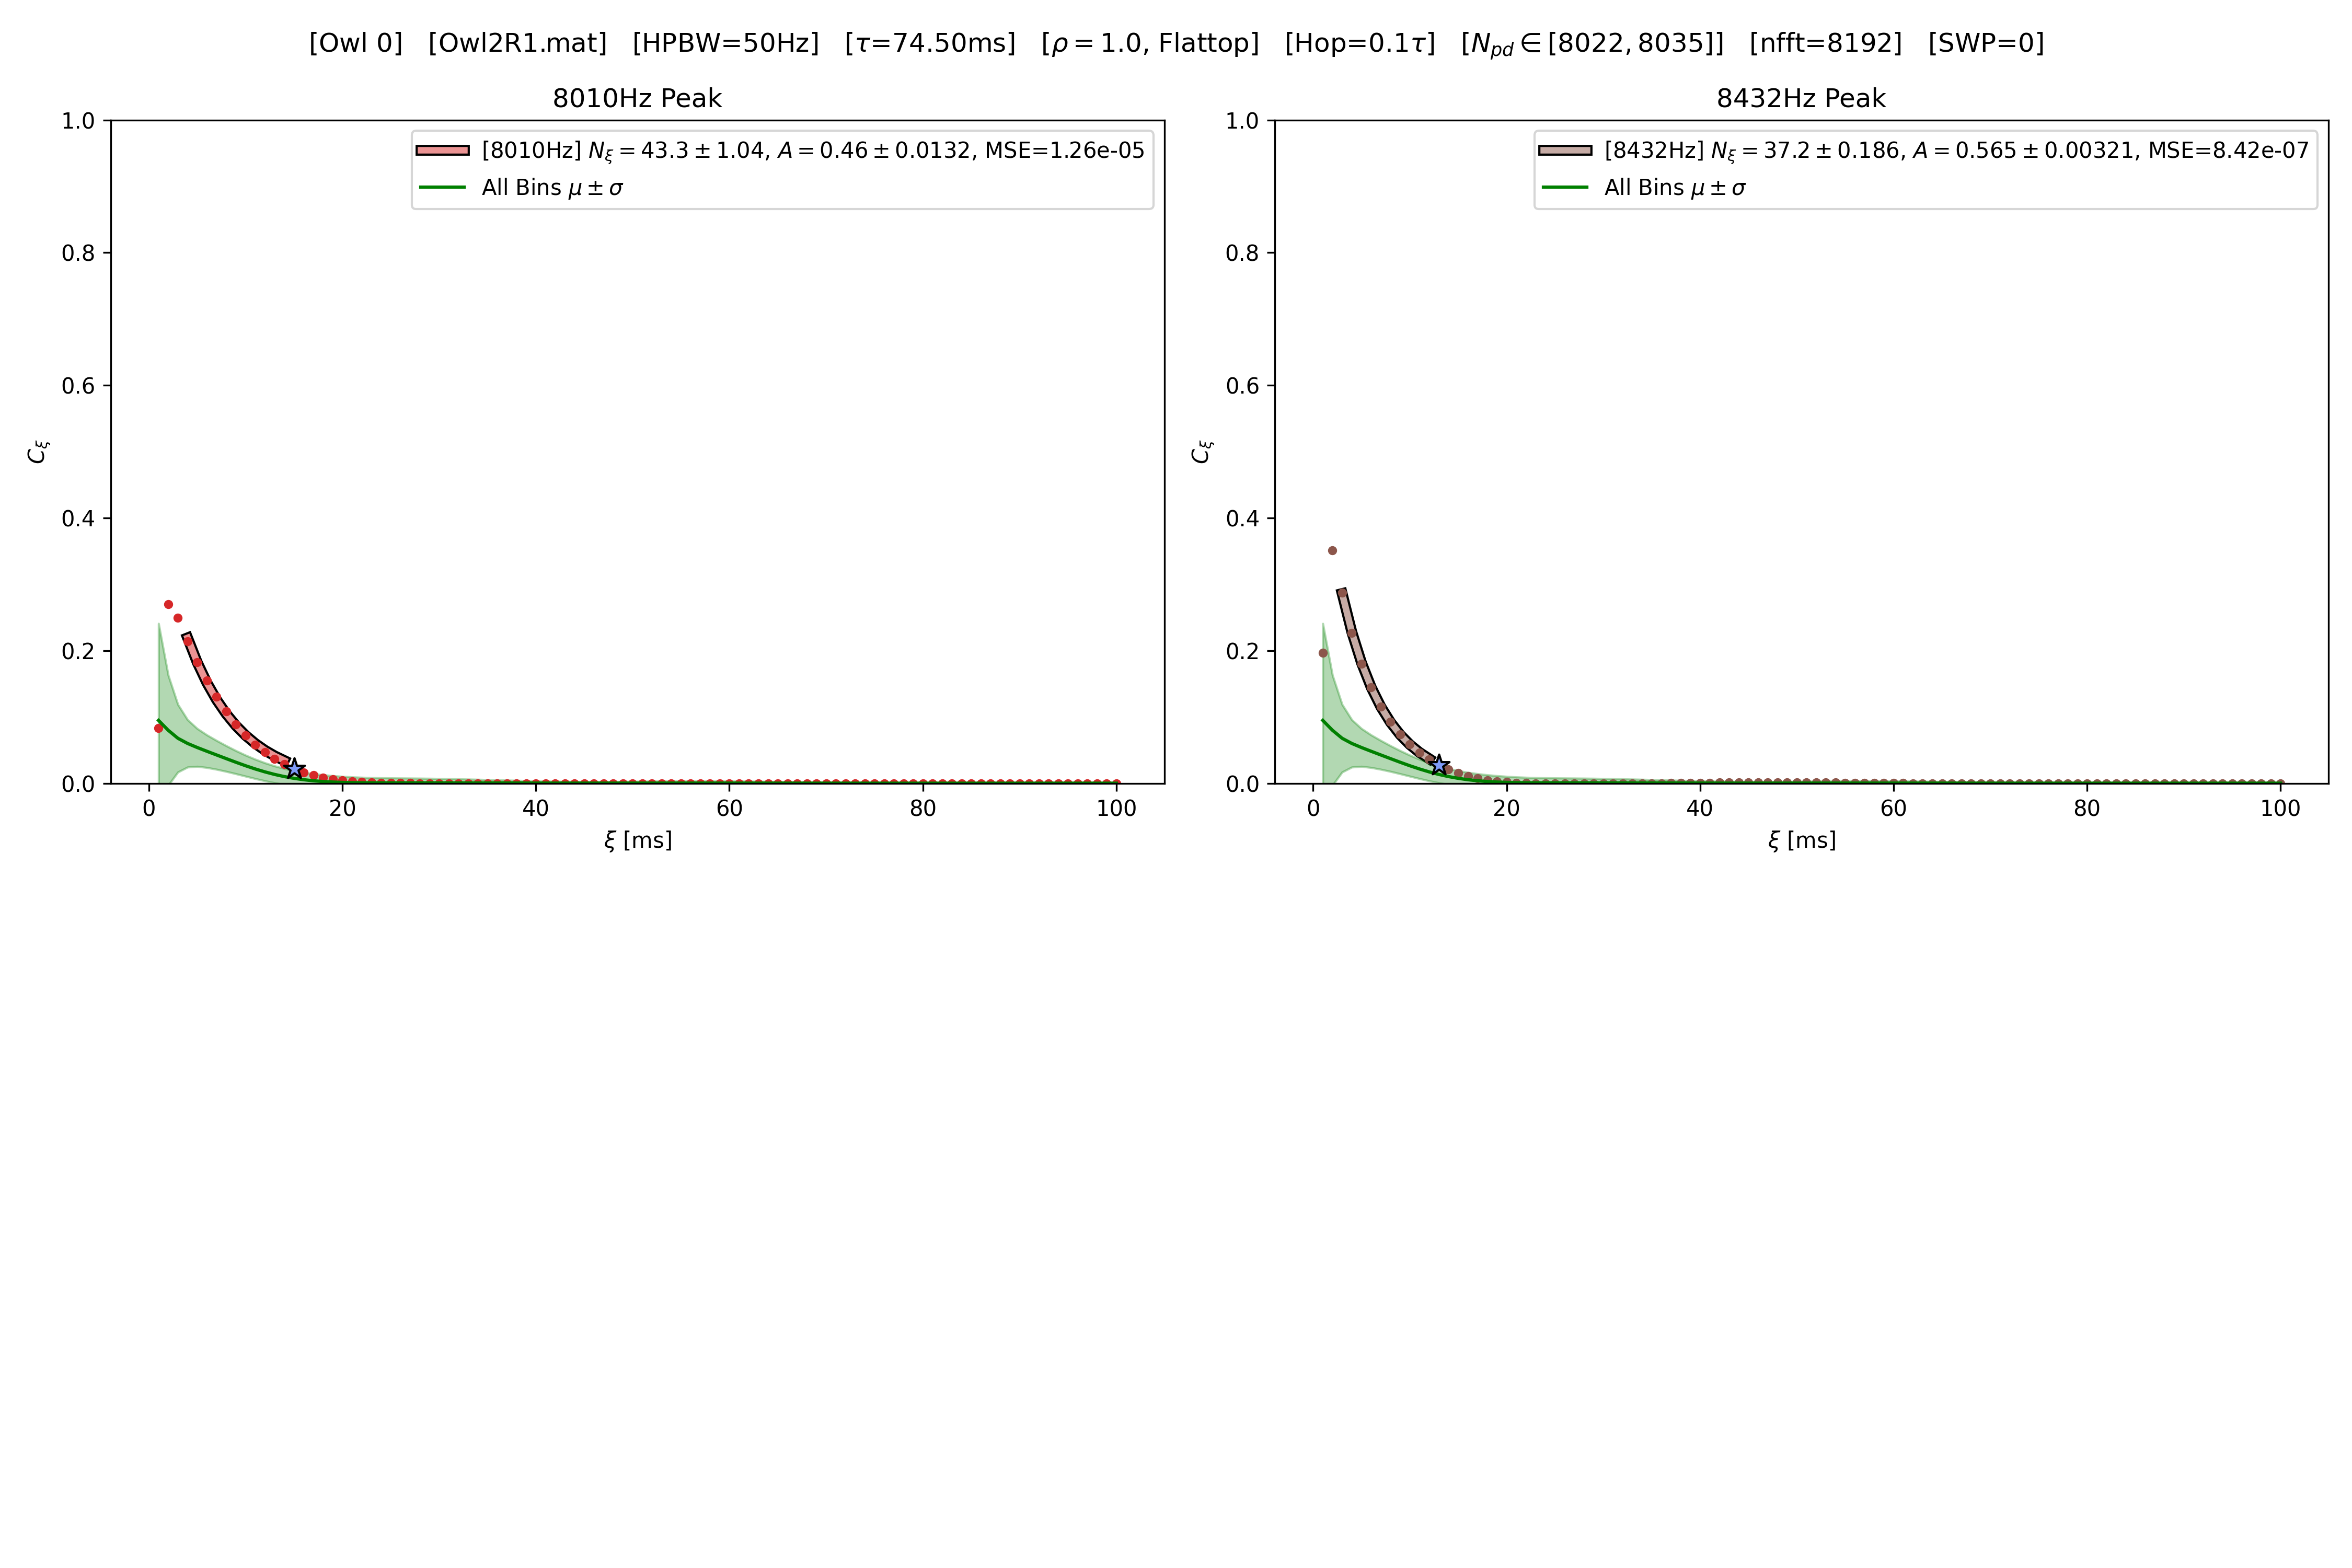 [Owl 0] [Owl2R1.mat] [HPBW=50Hz] [τ=74.50ms] [ρ = 1.0, Flattop] [Hop=0.1τ] [N_pd ∈ [8022, 8035]] [nfft=8192] [SWP=0]
8010Hz Peak
[8010Hz] N_ξ = 43.3 ± 1.04, A = 0.46 ± 0.0132, MSE=1.26e-05
All Bins μ ± σ
1.0
0.8
0.6
0.4
0.2
0.0
C_ξ
0 20 40 60 80 100
ξ [ms]
8432Hz Peak
[8432Hz] N_ξ = 37.2 ± 0.186, A = 0.565 ± 0.00321, MSE=8.42e-07
All Bins μ ± σ
1.0
0.8
0.6
0.4
0.2
0.0
C_ξ
0 20 40 60 80 100
ξ [ms]